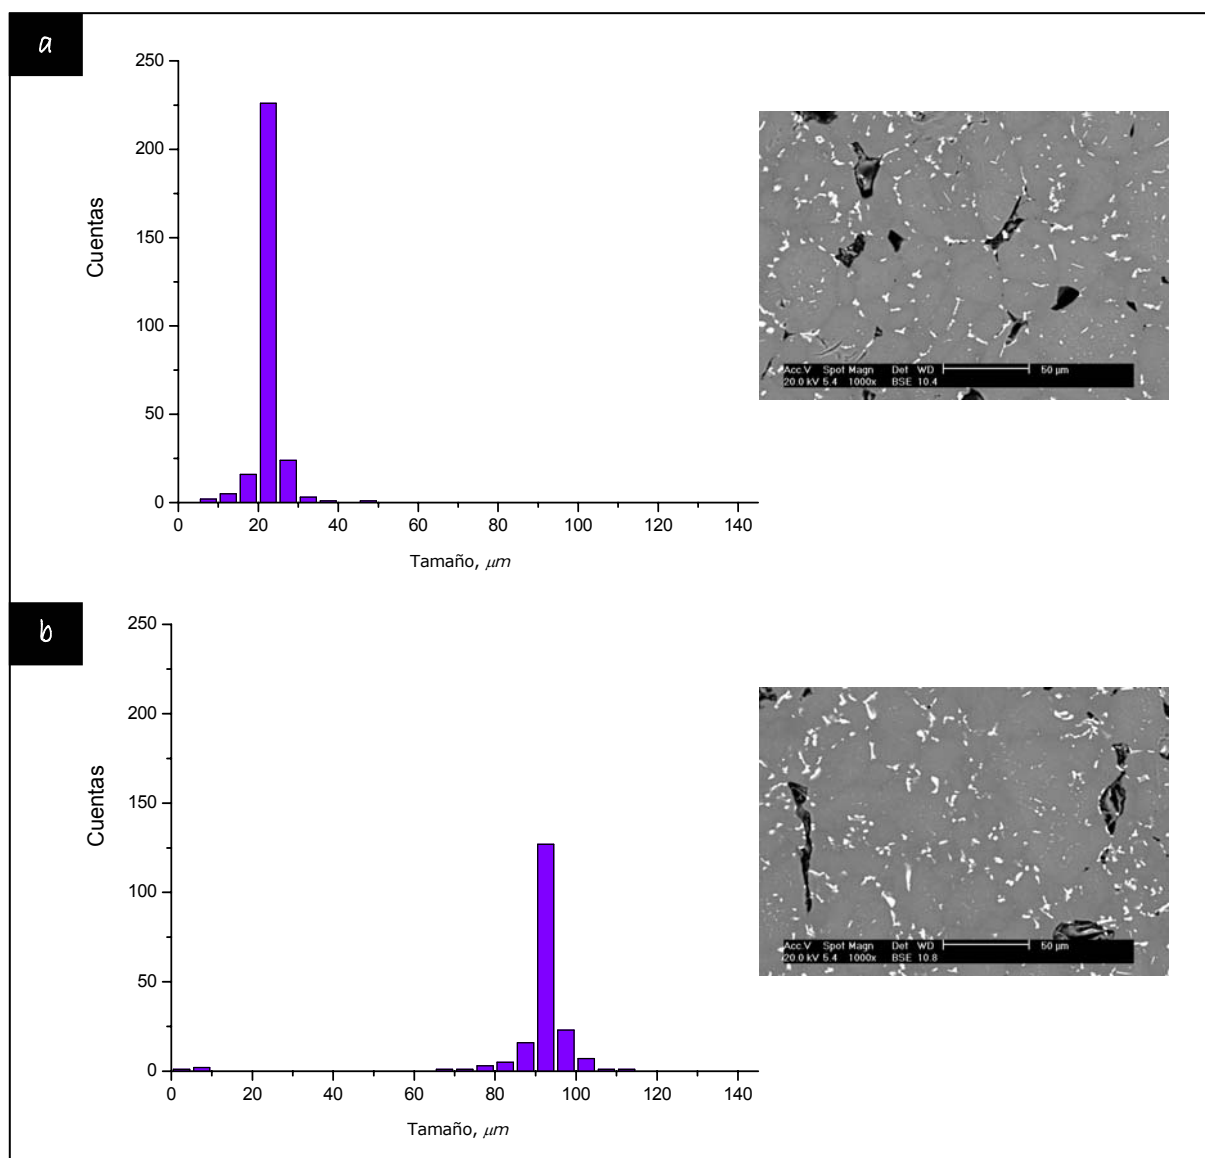 a
250
200
150
100
50
0
Cuentas
0 20 40 60 80 100 120 140
Tamaño, μm
Acc.V Spot Magn Det WD 50 μm
20.0 kV 5.4 1000x BSE 10.4
b
250
200
150
100
50
0
Cuentas
0 20 40 60 80 100 120 140
Tamaño, μm
Acc.V Spot Magn Det WD 50 μm
20.0 kV 5.4 1000x BSE 10.8